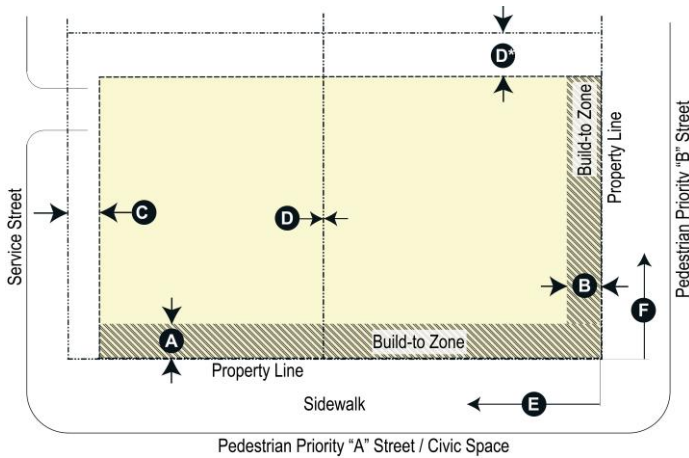 D*
Build-to Zone
Property Line
Pedestrian Priority “B” Street
Service Street
C
D
B
F
A
Build-to Zone
Property Line
Sidewalk
E
Pedestrian Priority “A” Street / Civic Space